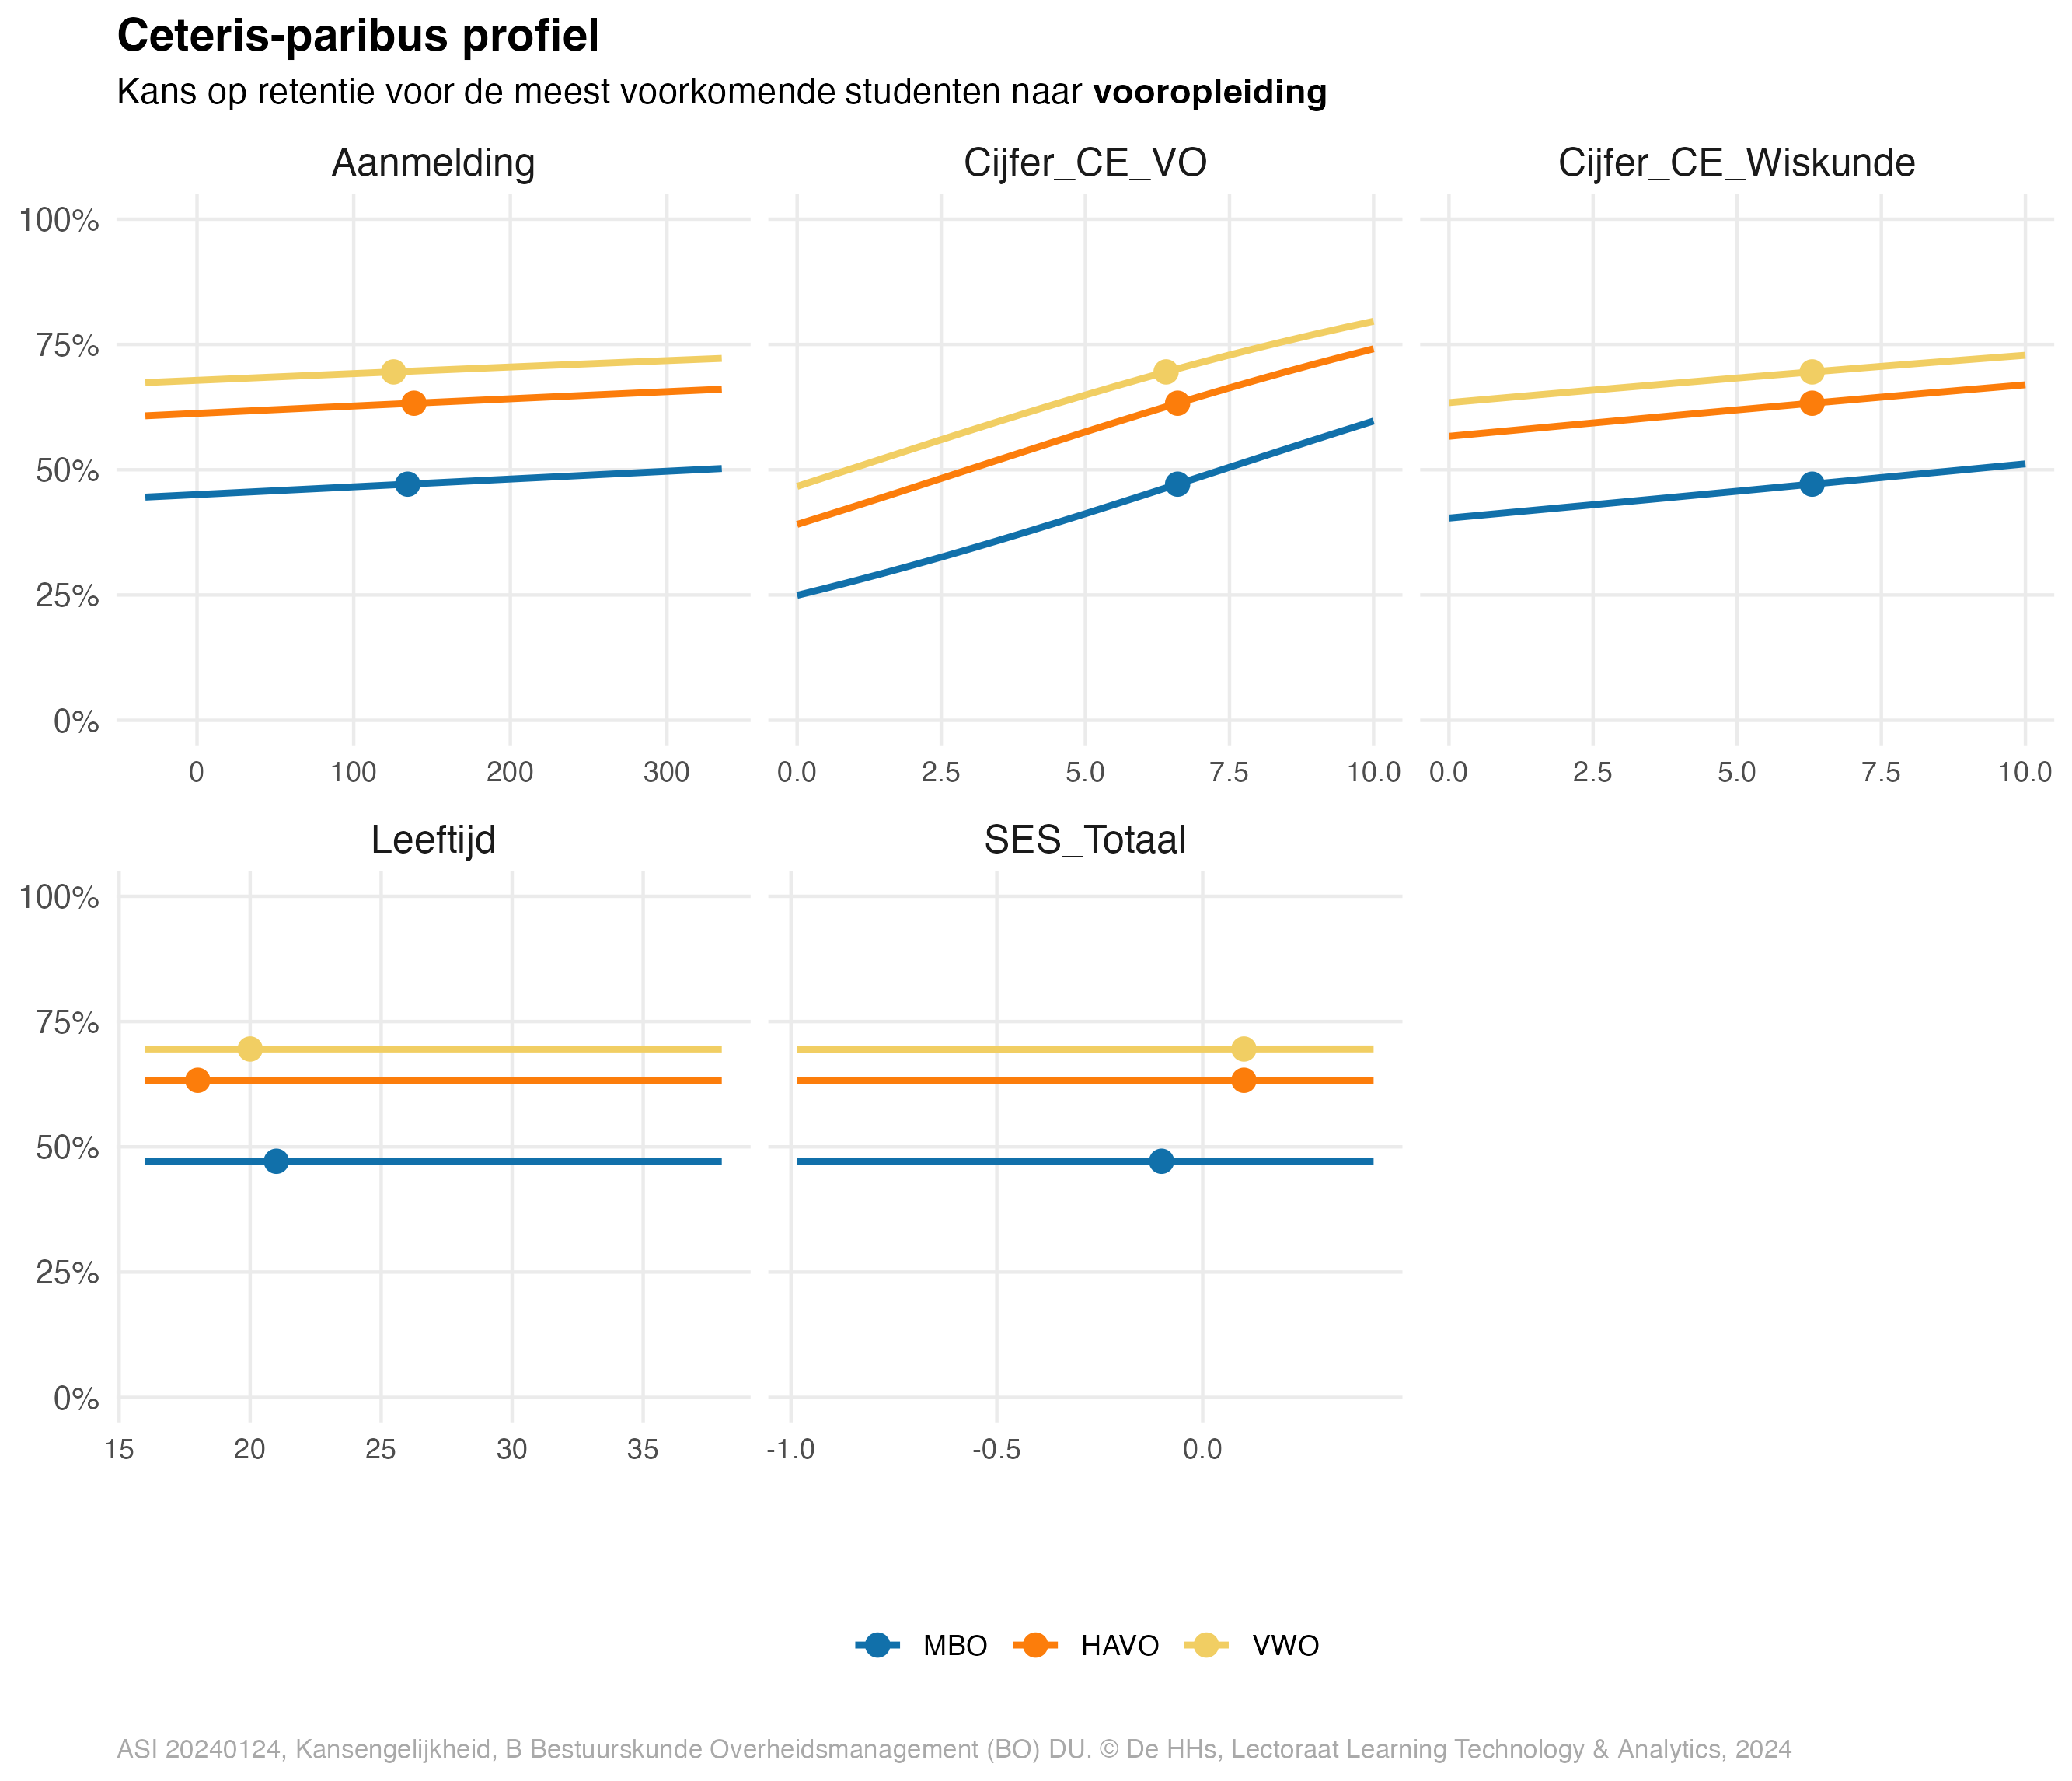 Ceteris-paribus profiel
Kans op retentie voor de meest voorkomende studenten naar vooropleiding
Aanmelding
Cijfer_CE_VO
Cijfer_CE_Wiskunde
100%
75%
50%
25%
0%
0 100 200 300
0.0 2.5 5.0 7.5 10.0
0.0 2.5 5.0 7.5 10.0
Leeftijd
SES_Totaal
100%
75%
50%
25%
0%
15 20 25 30 35
-1.0 -0.5 0.0
MBO HAVO VWO
ASI 20240124, Kansengelijkheid, B Bestuurskunde Overheidsmanagement (BO) DU. © De HHs, Lectoraat Learning Technology & Analytics, 2024